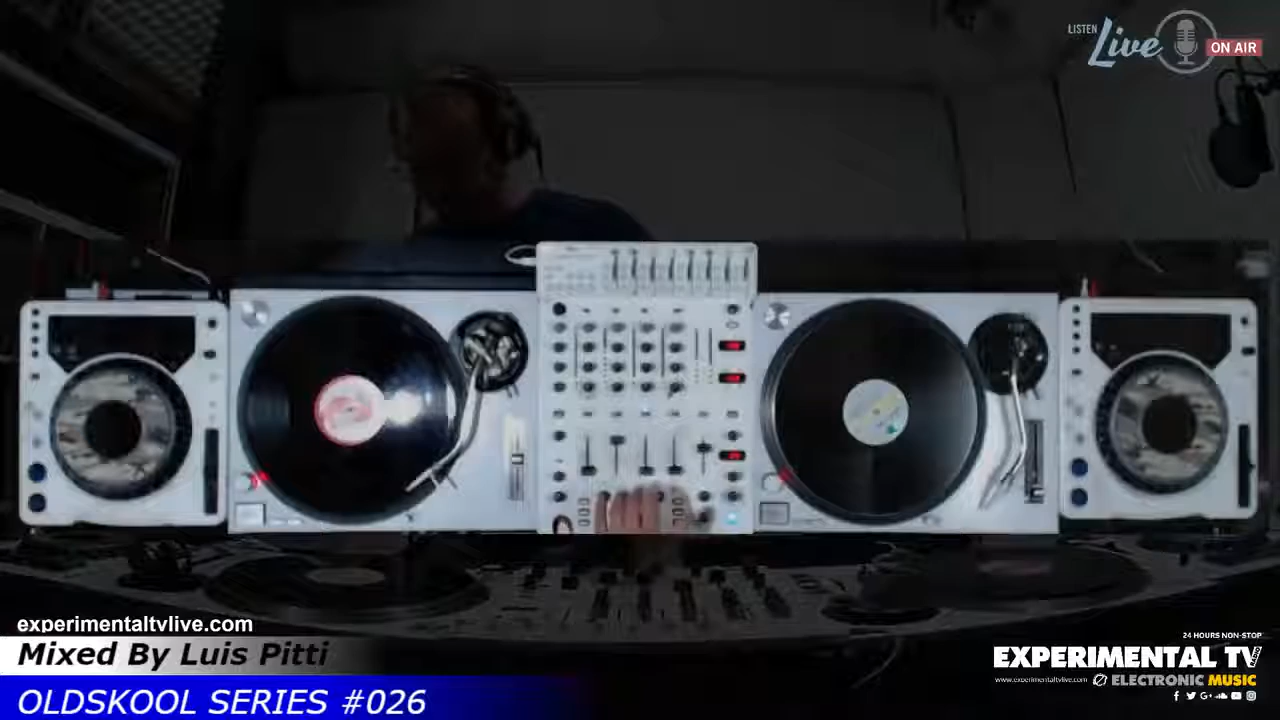 LISTEN
Live
ON AIR
experimentaltvlive.com
Mixed By Luis Pitti
OLDSKOOL SERIES #026
24 HOURS NON-STOP
EXPERIMENTAL TV
www.experimentaltvlive.com
ELECTRONIC MUSIC